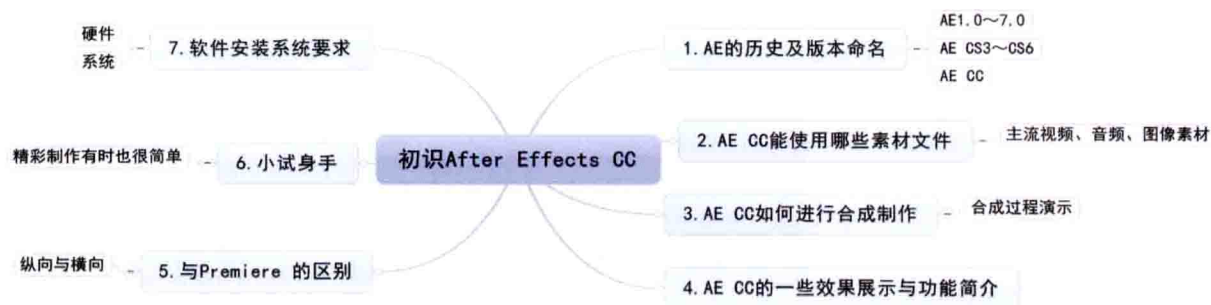 初识After Effects CC
1.AE的历史及版本命名
AE1.0～7.0
AE CS3～CS6
AE CC
2.AE CC能使用哪些素材文件
主流视频、音频、图像素材
3.AE CC如何进行合成制作
合成过程演示
4.AE CC的一些效果展示与功能简介
5.与Premiere 的区别
纵向与横向
6.小试身手
精彩制作有时也很简单
7.软件安装系统要求
硬件
系统